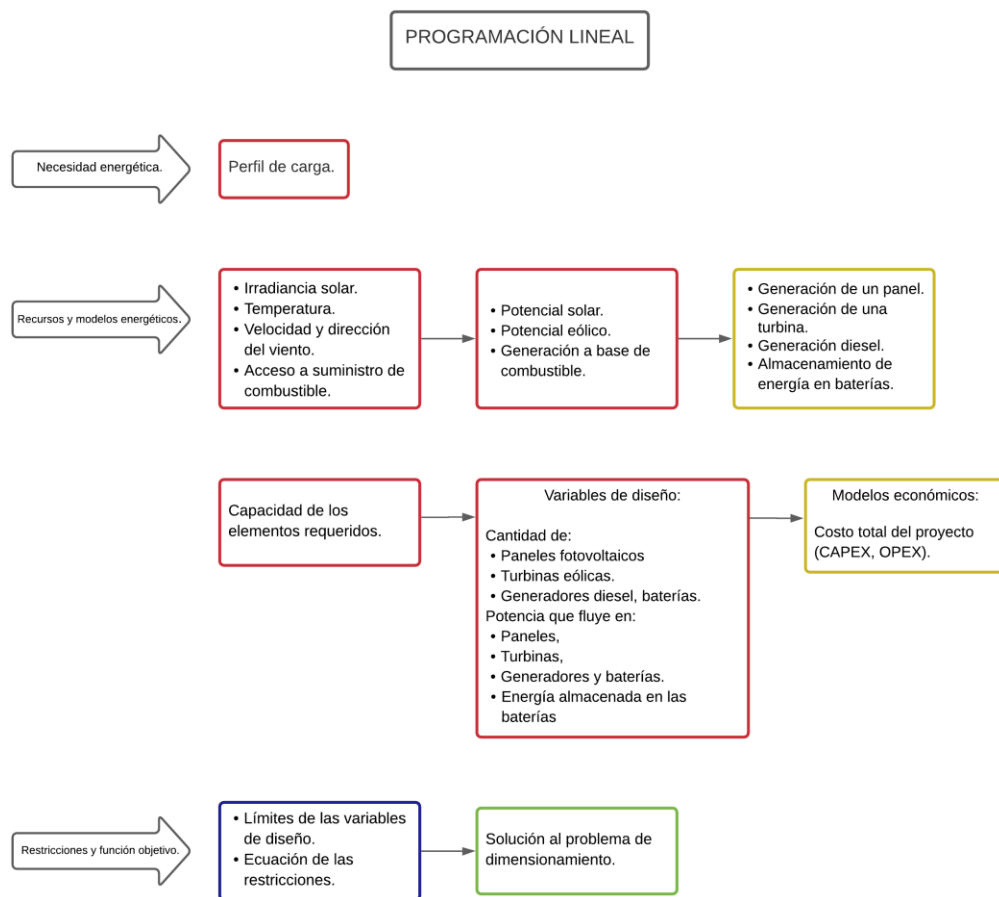 PROGRAMACIÓN LINEAL
Necesidad energética.
Perfil de carga.
Recursos y modelos energéticos.
• Irradiancia solar.
• Temperatura.
• Velocidad y dirección
del viento.
• Acceso a suministro de
combustible.
• Potencial solar.
• Potencial eólico.
• Generación a base de
combustible.
• Generación de un panel.
• Generación de una
turbina.
• Generación diesel.
• Almacenamiento de
energía en baterías.
Capacidad de los
elementos requeridos.
Variables de diseño:
Cantidad de:
• Paneles fotovoltaicos
• Turbinas eólicas.
• Generadores diesel, baterías.
Potencia que fluye en:
• Paneles,
• Turbinas,
• Generadores y baterías.
• Energía almacenada en las
baterías
Modelos económicos:
Costo total del proyecto
(CAPEX, OPEX).
Restricciones y función objetivo.
• Límites de las variables
de diseño.
• Ecuación de las
restricciones.
Solución al problema de
dimensionamiento.